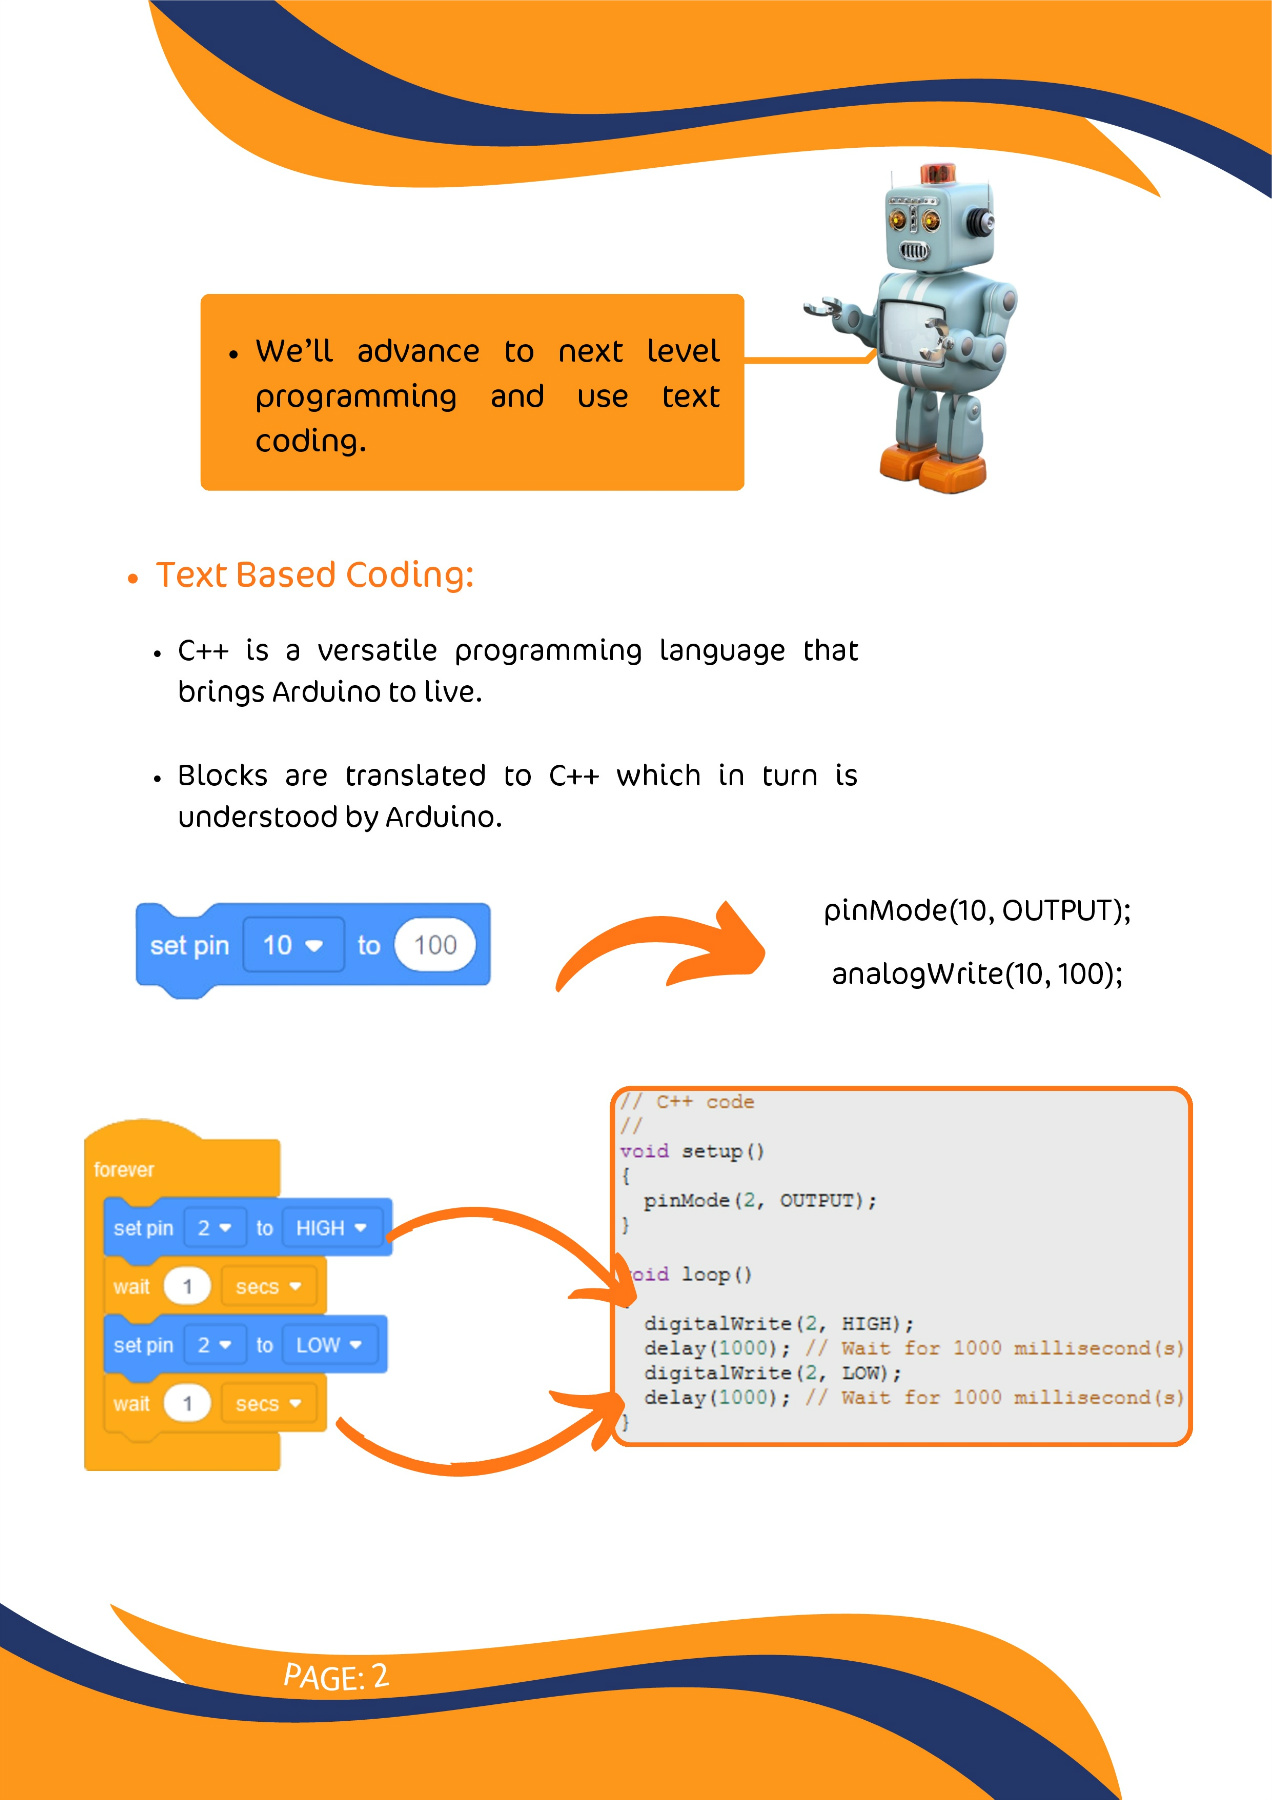 • We'll advance to next level
programming and use text
coding.
• Text Based Coding:
• C++ is a versatile programming language that
brings Arduino to live.
• Blocks are translated to C++ which in turn is
understood by Arduino.
set pin 10 to 100
pinMode(10, OUTPUT);
analogWrite(10, 100);
forever
set pin 2 to HIGH
wait 1 secs
set pin 2 to LOW
wait 1 secs
// C++ code
//
void setup()
{
pinMode(2, OUTPUT);
}
void loop()
digitalWrite(2, HIGH);
delay(1000); // Wait for 1000 millisecond(s)
digitalWrite(2, LOW);
delay(1000); // Wait for 1000 millisecond(s)
}
PAGE: 2